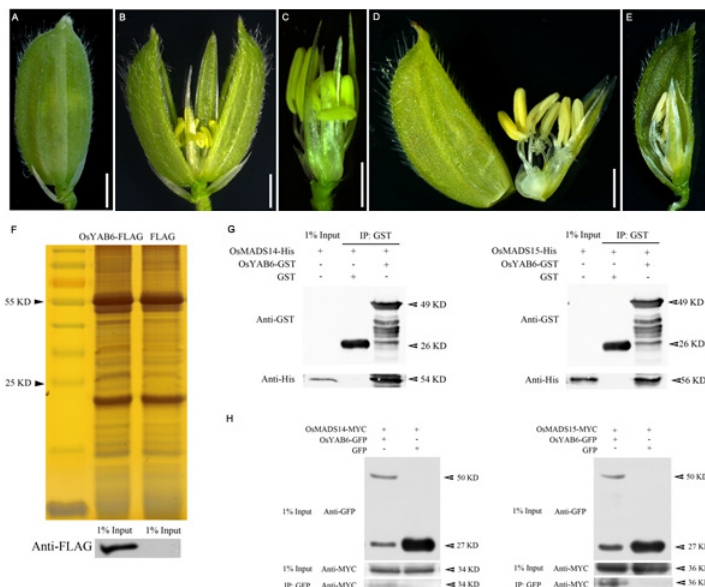 A B C D E
F
OsYAB6-FLAG FLAG
55 KD
25 KD
1% Input 1% Input
Anti-FLAG
G
1% Input IP: GST
OsMADS14-His + + +
OsYAB6-GST - - +
GST - + -
Anti-GST
49 KD
26 KD
Anti-His 54 KD
1% Input IP: GST
OsMADS15-His + + +
OsYAB6-GST - - +
GST - + -
Anti-GST
49 KD
26 KD
Anti-His 56 KD
H
OsMADS14-MYC + +
OsYAB6-GFP + -
GFP - +
50 KD
1% Input Anti-GFP
27 KD
1% Input Anti-MYC 34 KD
IP: GFP Anti-MYC 34 KD
OsMADS15-MYC + +
OsYAB6-GFP + -
GFP - +
50 KD
1% Input Anti-GFP
27 KD
1% Input Anti-MYC 36 KD
IP: GFP Anti-MYC 36 KD